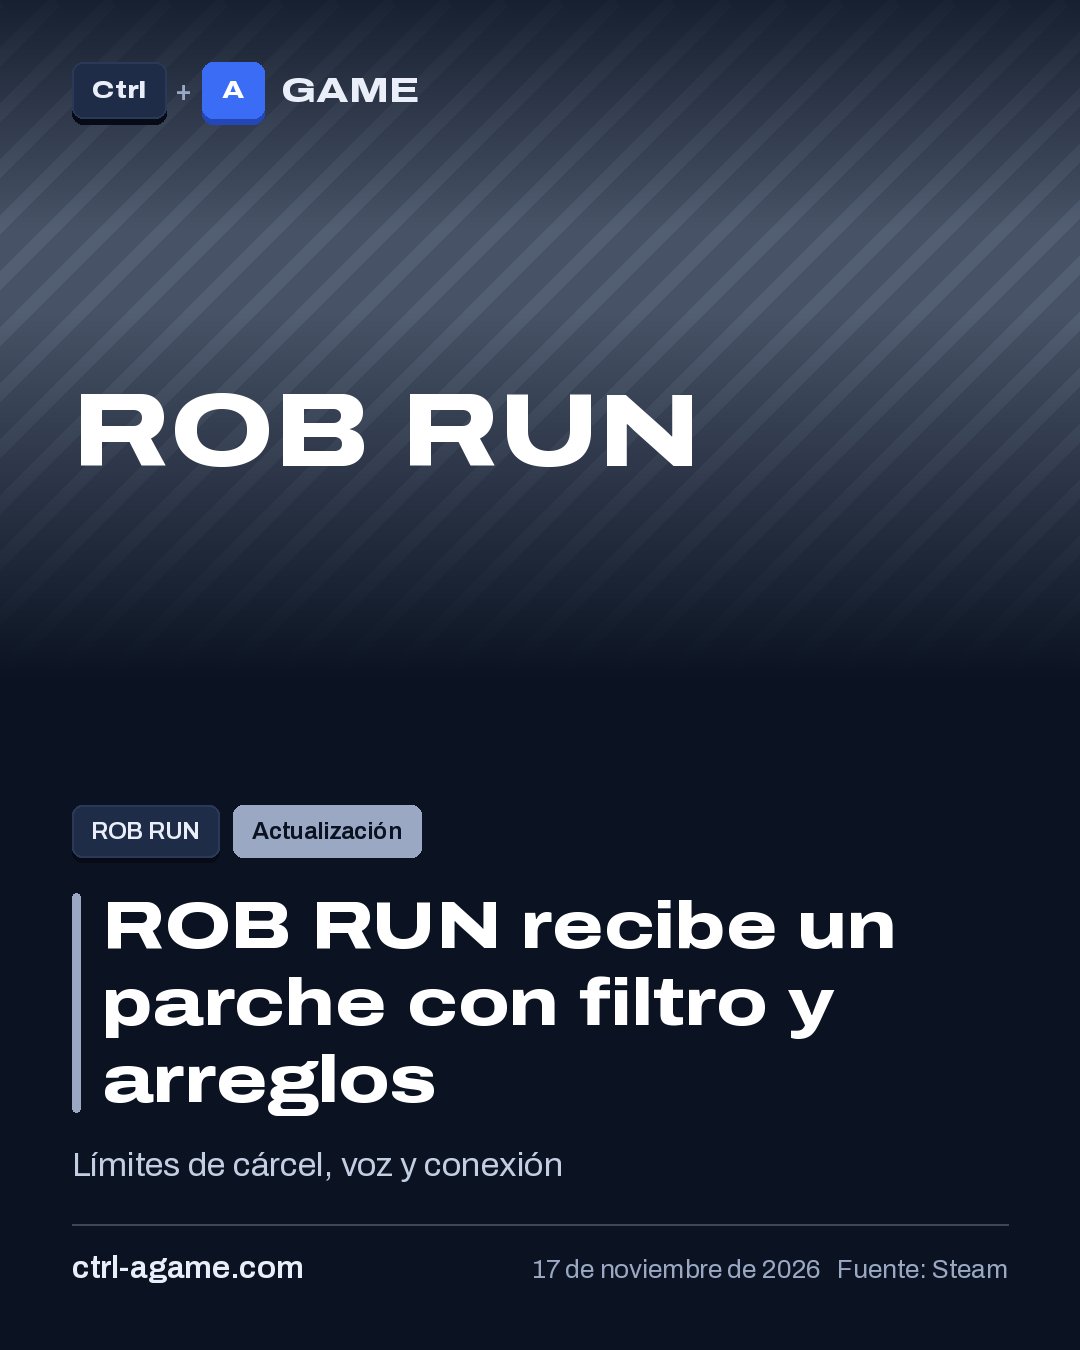 Ctrl + A GAME
ROB RUN
ROB RUN Actualización
ROB RUN recibe un
parche con filtro y
arreglos
Límites de cárcel, voz y conexión
ctrl-agame.com 17 de noviembre de 2026 Fuente: Steam